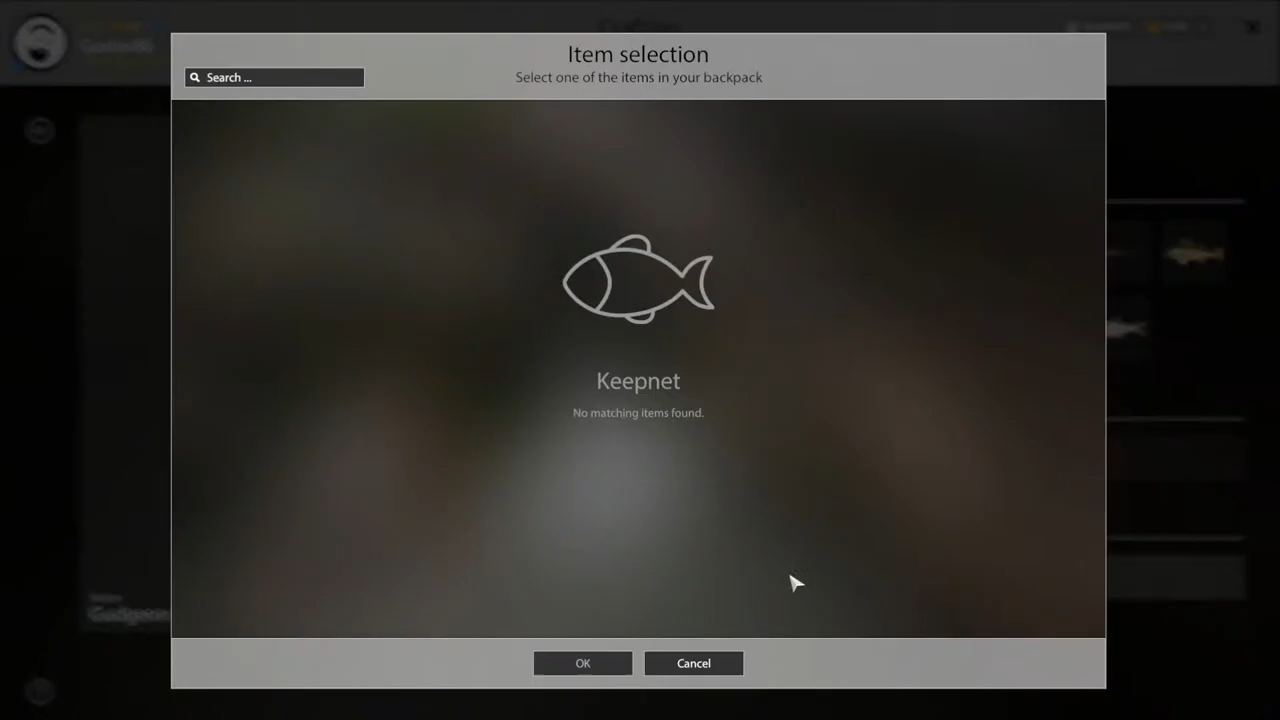 Item selection
Select one of the items in your backpack
Search ...
Keepnet
No matching items found.
OK
Cancel